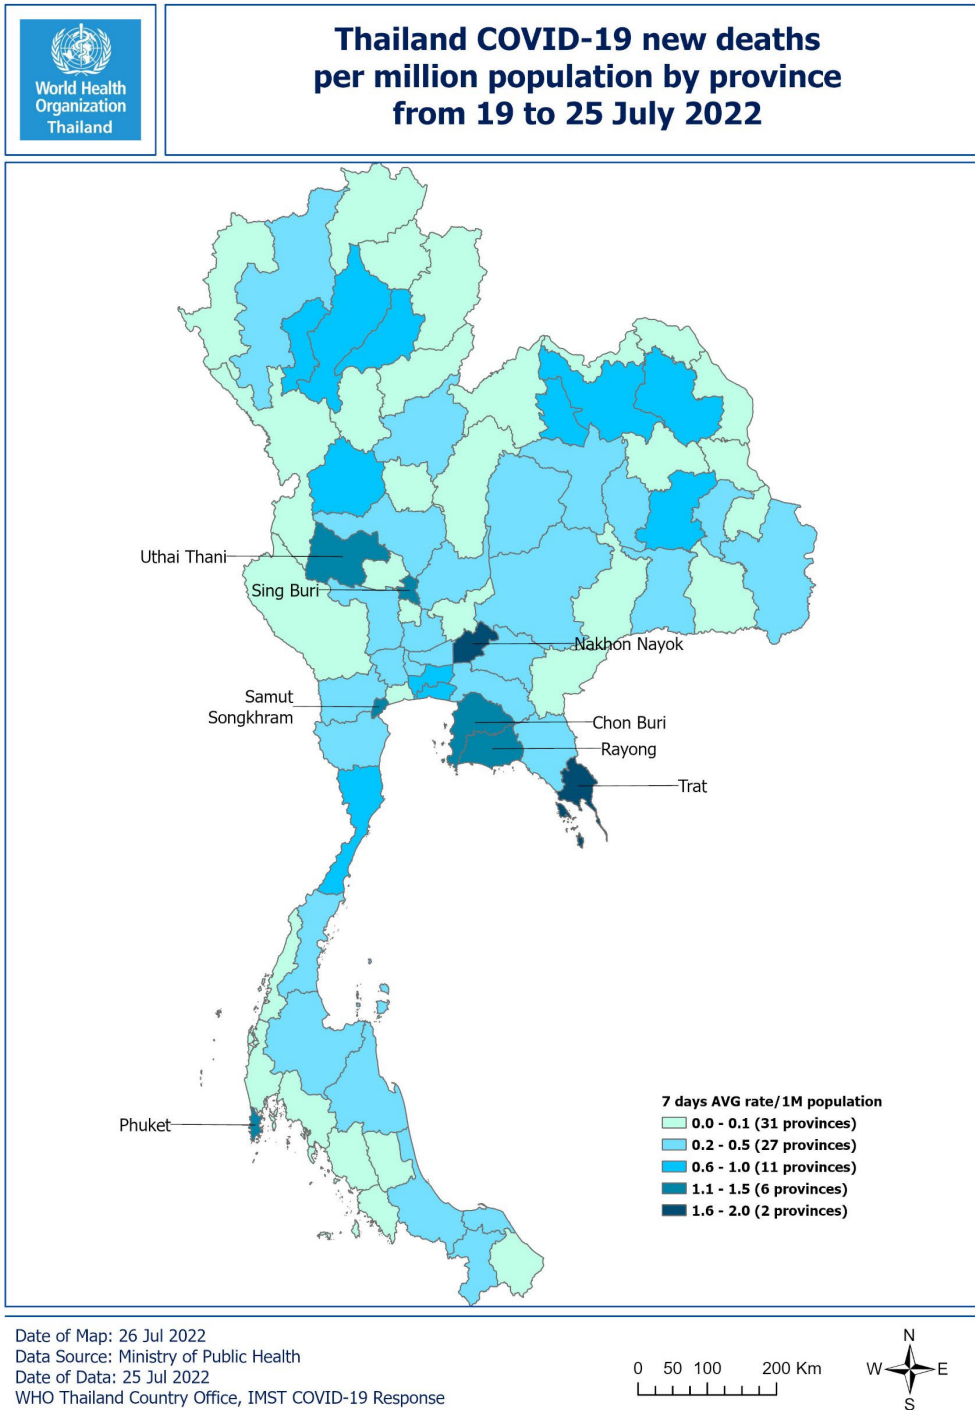 World Health
Organization
Thailand
Thailand COVID-19 new deaths
per million population by province
from 19 to 25 July 2022
Uthai Thani
Sing Buri
Nakhon Nayok
Samut
Songkhram
Chon Buri
Rayong
Trat
Phuket
7 days AVG rate/1M population
0.0 - 0.1 (31 provinces)
0.2 - 0.5 (27 provinces)
0.6 - 1.0 (11 provinces)
1.1 - 1.5 (6 provinces)
1.6 - 2.0 (2 provinces)
Date of Map: 26 Jul 2022
Data Source: Ministry of Public Health
Date of Data: 25 Jul 2022
WHO Thailand Country Office, IMST COVID-19 Response
0 50 100 200 Km
N
W E
S